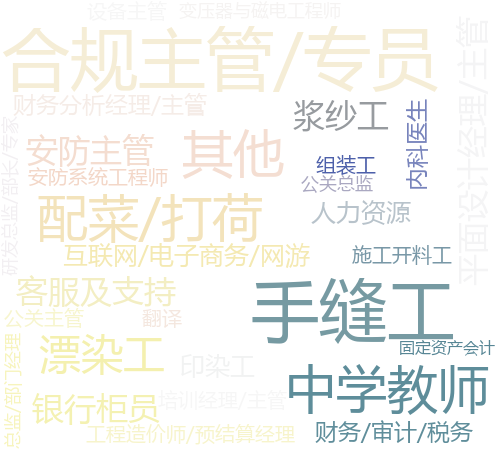 设备主管
变压器与磁电工程师
合规主管/专员
平面设计总监/经理/主管
财务分析经理/主管
浆纱工
内科医生
研发总监/部长/专家
安防主管
其他
组装工
安防系统工程师
公关总监
配菜/打荷
人力资源
互联网/电子商务/网游
施工开料工
客服及支持
手缝工
公关主管
翻译
总监/部门经理
漂染工
固定资产会计
印染工
中学教师
银行柜员
培训经理/主管
工程造价师/预结算经理
财务/审计/税务